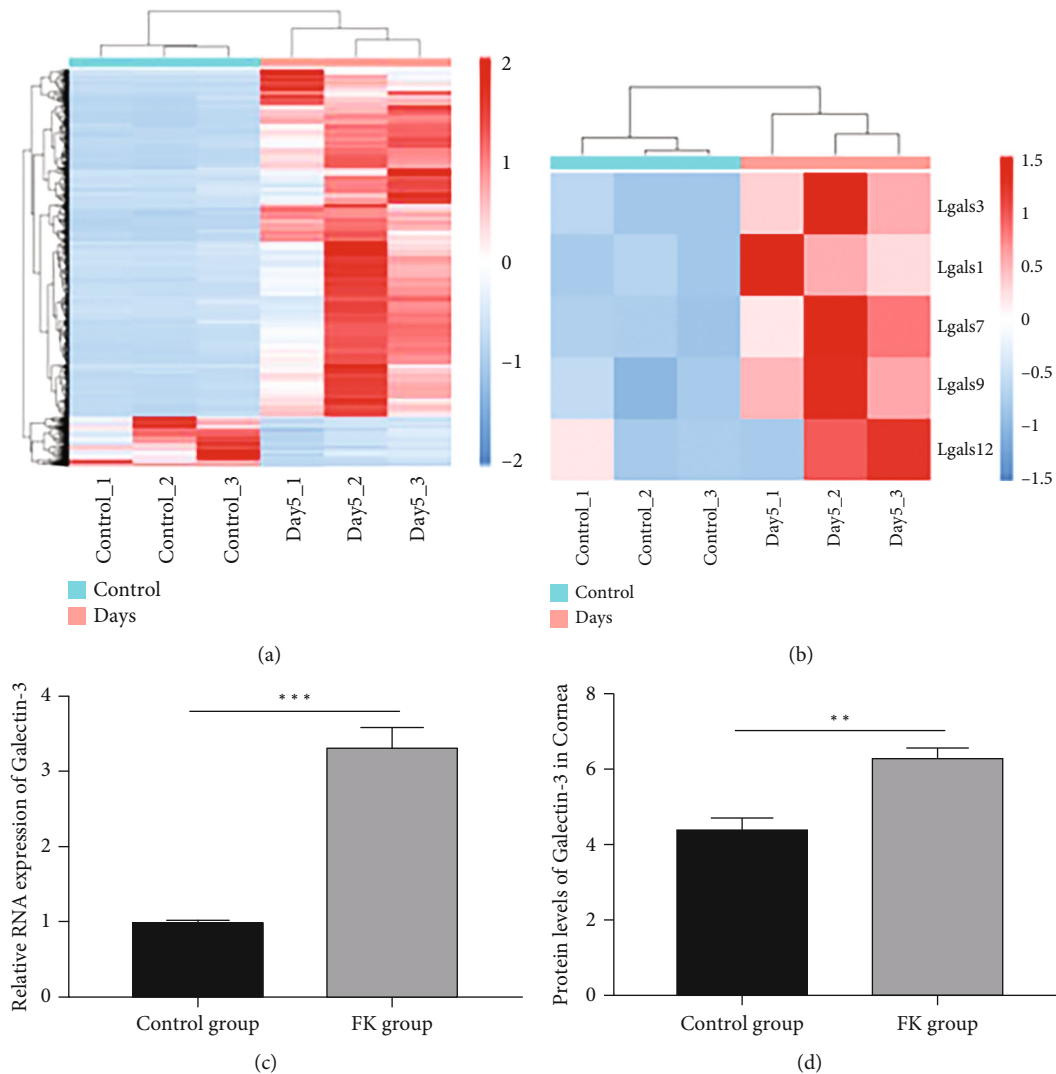 2
1
0
−1
−2
Control_1
Control_2
Control_3
Day5_1
Day5_2
Day5_3
Control
Days
(a)
Lgals3
Lgals1
Lgals7
Lgals9
Lgals12
1.5
1
0.5
0
−0.5
−1
−1.5
Control_1
Control_2
Control_3
Day5_1
Day5_2
Day5_3
Control
Days
(b)
Relative RNA expression of Galectin-3
4
3
2
1
0
***
Control group
FK group
(c)
Protein levels of Galectin-3 in Cornea
8
6
4
2
0
**
Control group
FK group
(d)